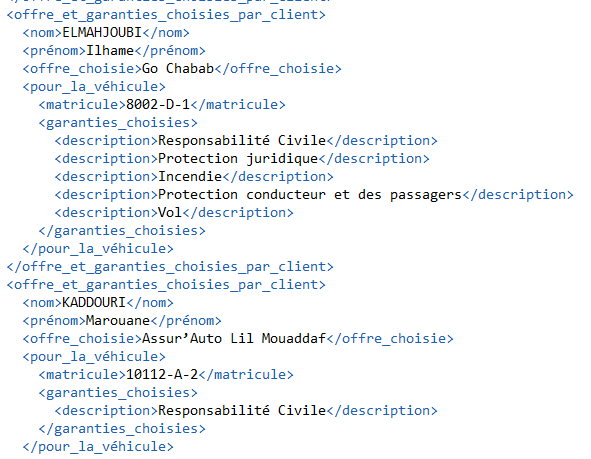 </offre_et_garanties_choisies_par_client>
<offre_et_garanties_choisies_par_client>
<nom>ELMAHJOUBI</nom>
<prénom>Ilhame</prénom>
<offre_choisie>Go Chabab</offre_choisie>
<pour_la_véhicule>
<matricule>8002-D-1</matricule>
<garanties_choisies>
<description>Responsabilité Civile</description>
<description>Protection juridique</description>
<description>Incendie</description>
<description>Protection conducteur et des passagers</description>
<description>Vol</description>
</garanties_choisies>
</pour_la_véhicule>
</offre_et_garanties_choisies_par_client>
<offre_et_garanties_choisies_par_client>
<nom>KADDOURI</nom>
<prénom>Marouane</prénom>
<offre_choisie>Assur’Auto Lil Mouaddaf</offre_choisie>
<pour_la_véhicule>
<matricule>10112-A-2</matricule>
<garanties_choisies>
<description>Responsabilité Civile</description>
</garanties_choisies>
</pour_la_véhicule>